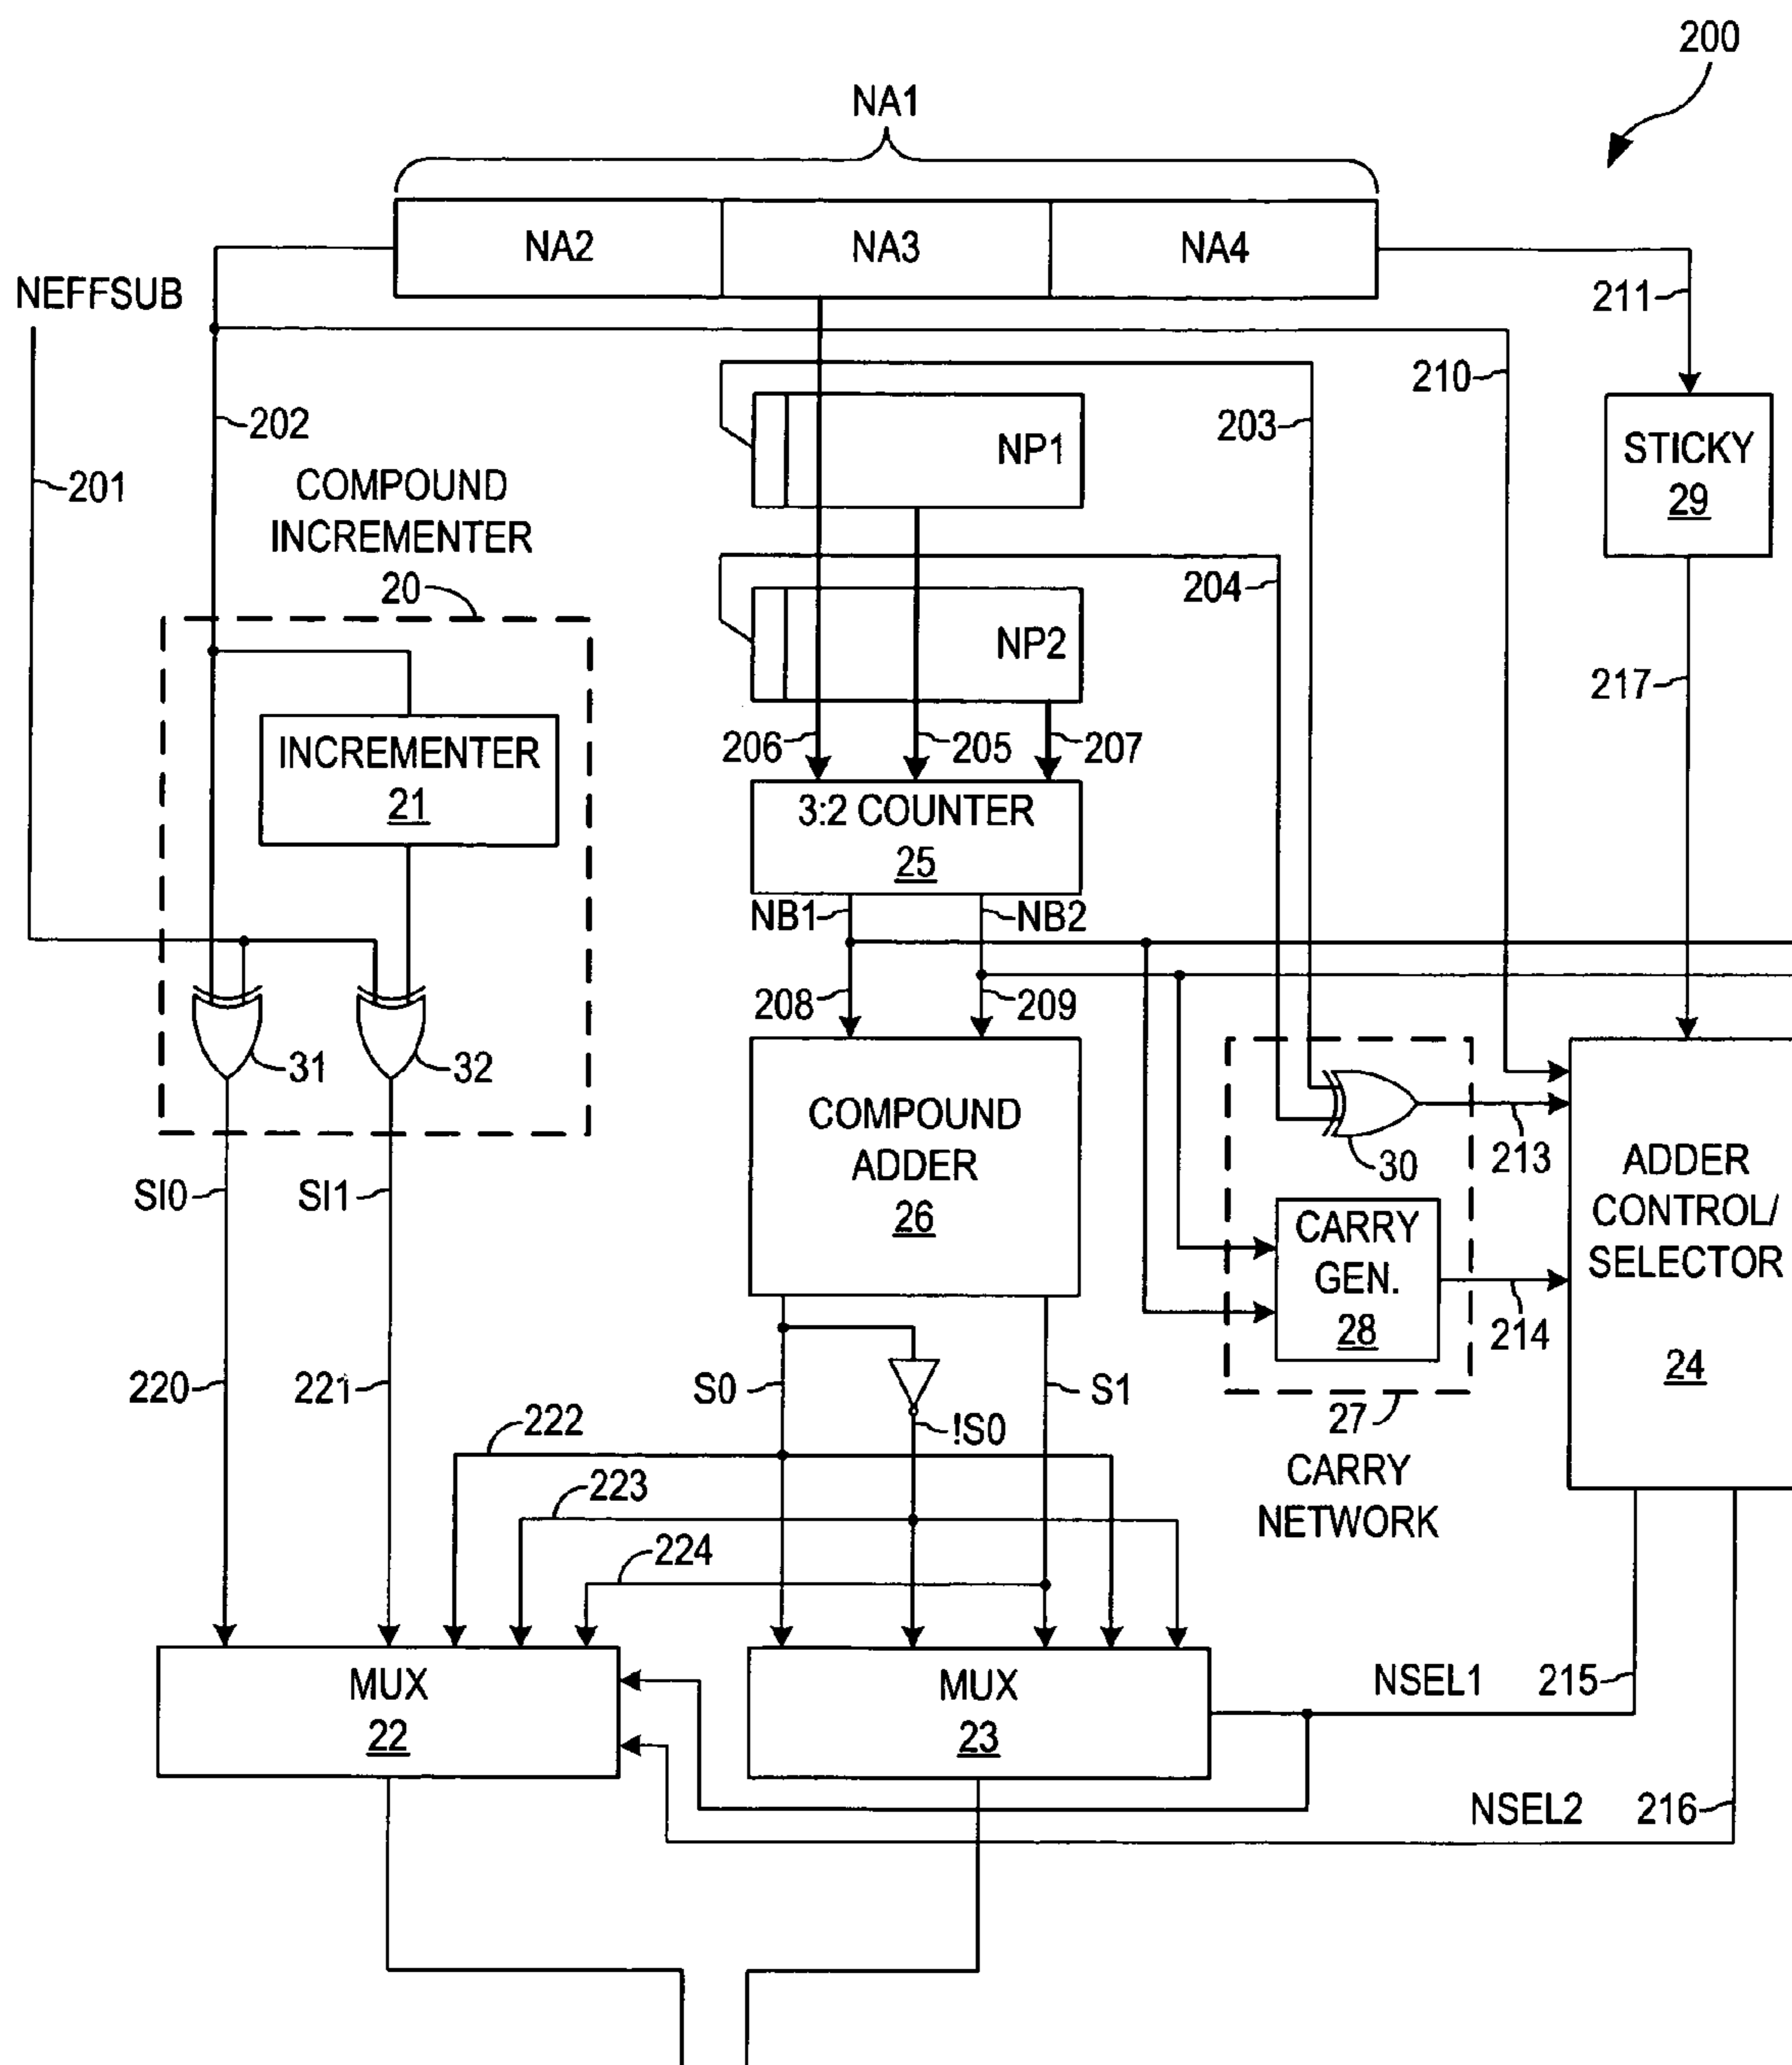 200
NA1
NA2 NA3 NA4
NEFFSUB
211
210
202
203
NP1
STICKY
29
201
COMPOUND
INCREMENTER
20
204
NP2
217
INCREMENTER
21
206 205 207
3:2 COUNTER
25
NB1 NB2
208 209
31 32
COMPOUND
ADDER
26
30
213
ADDER
CONTROL/
SELECTOR
24
SI0 SI1
CARRY
GEN.
28
214
220 221
S0 S1
!S0
27
CARRY
NETWORK
222
223
224
MUX
22
MUX
23
NSEL1 215
NSEL2 216